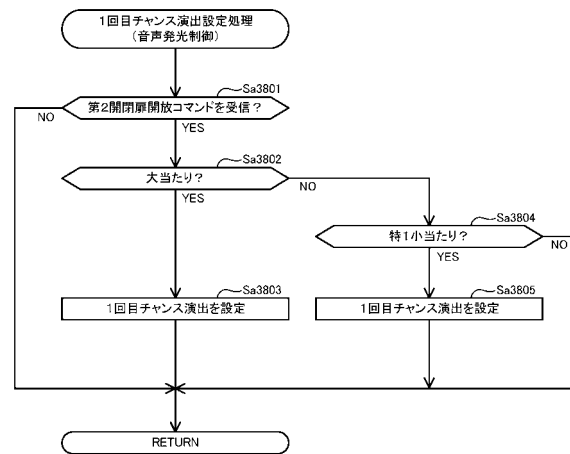 1回目チャンス演出設定処理
(音声発光制御)
Sa3801
第2開閉扉開放コマンドを受信?
NO
YES
Sa3802
大当たり?
NO
YES
Sa3804
特1小当たり?
NO
YES
Sa3803
1回目チャンス演出を設定
Sa3805
1回目チャンス演出を設定
RETURN